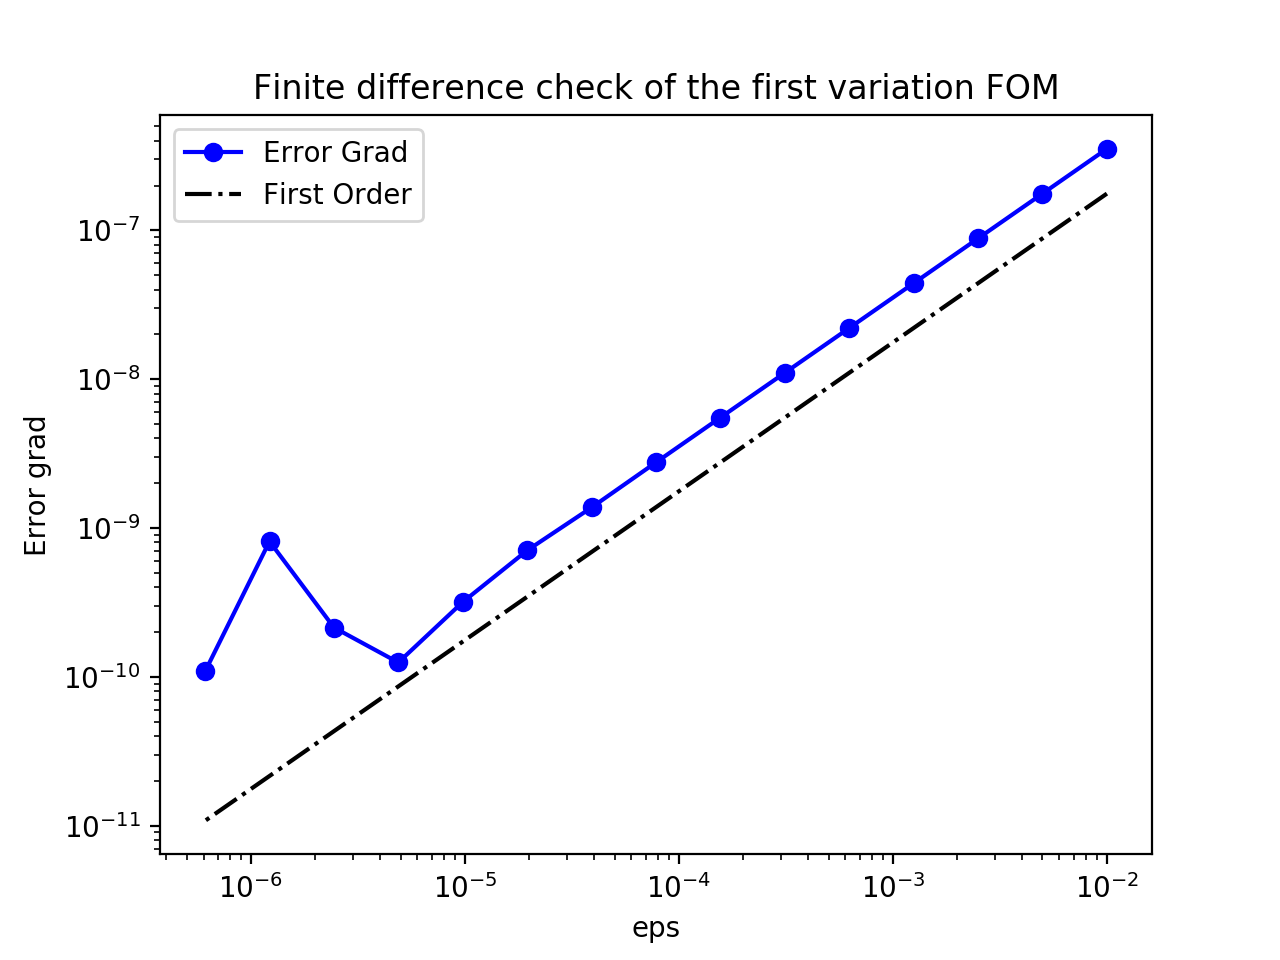 Finite difference check of the first variation FOM
Error Grad
First Order
Error grad
10⁻⁷
10⁻⁸
10⁻⁹
10⁻¹⁰
10⁻¹¹
10⁻⁶ 10⁻⁵ 10⁻⁴ 10⁻³ 10⁻²
eps